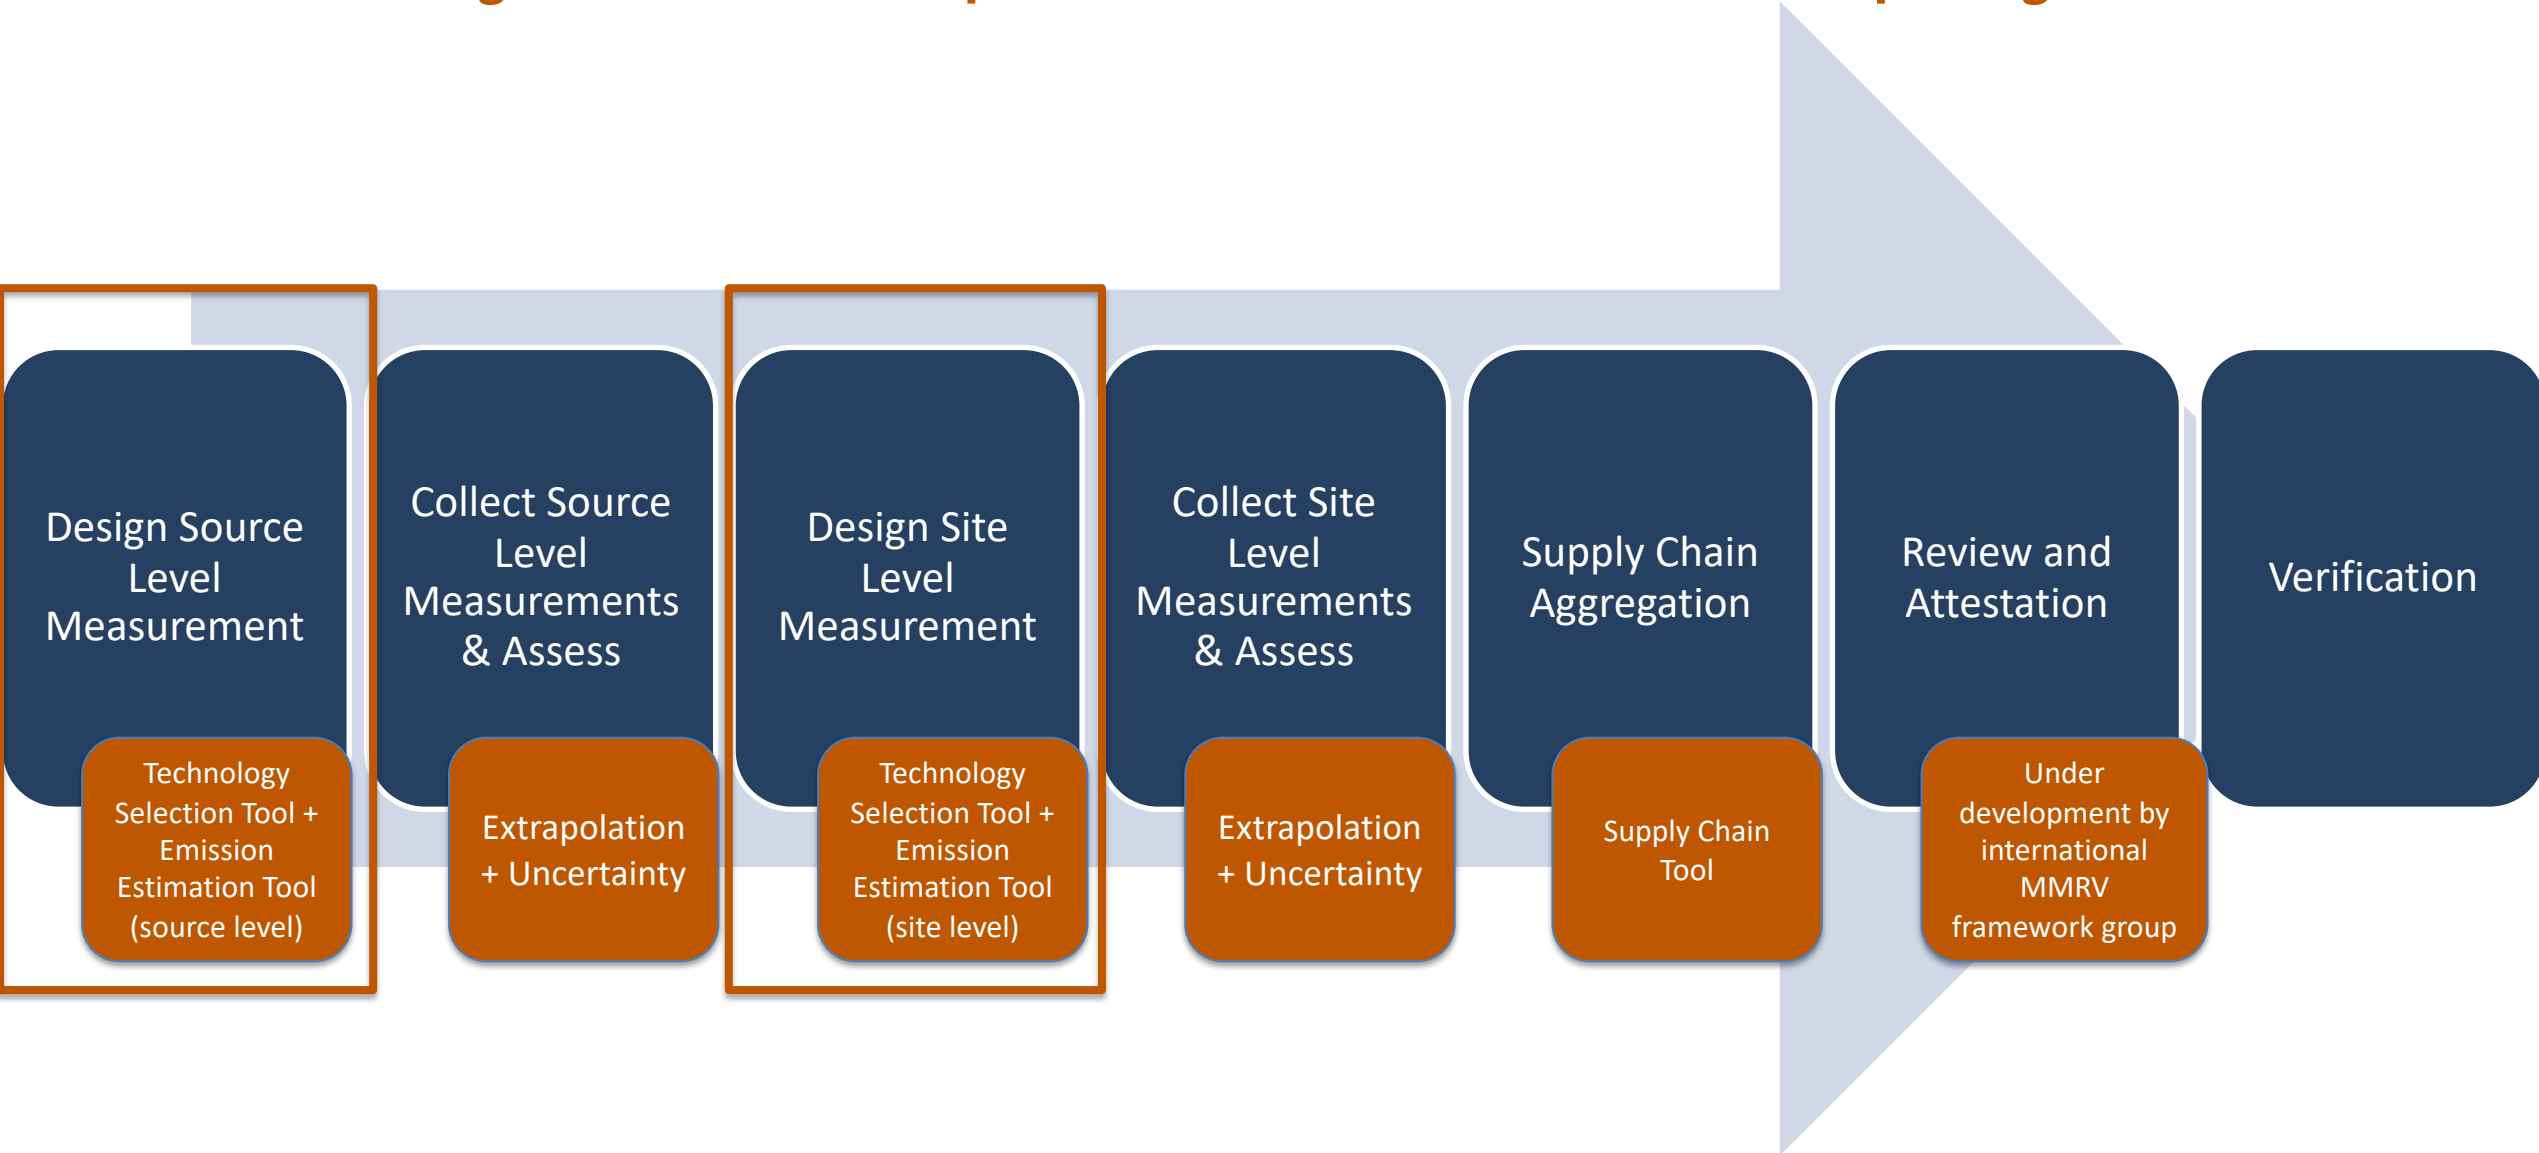 Design Source
Level
Measurement
Technology
Selection Tool +
Emission
Estimation Tool
(source level)
Collect Source
Level
Measurements
& Assess
Extrapolation
+ Uncertainty
Design Site
Level
Measurement
Technology
Selection Tool +
Emission
Estimation Tool
(site level)
Collect Site
Level
Measurements
& Assess
Extrapolation
+ Uncertainty
Supply Chain
Aggregation
Supply Chain
Tool
Review and
Attestation
Under
development by
international
MMRV
framework group
Verification